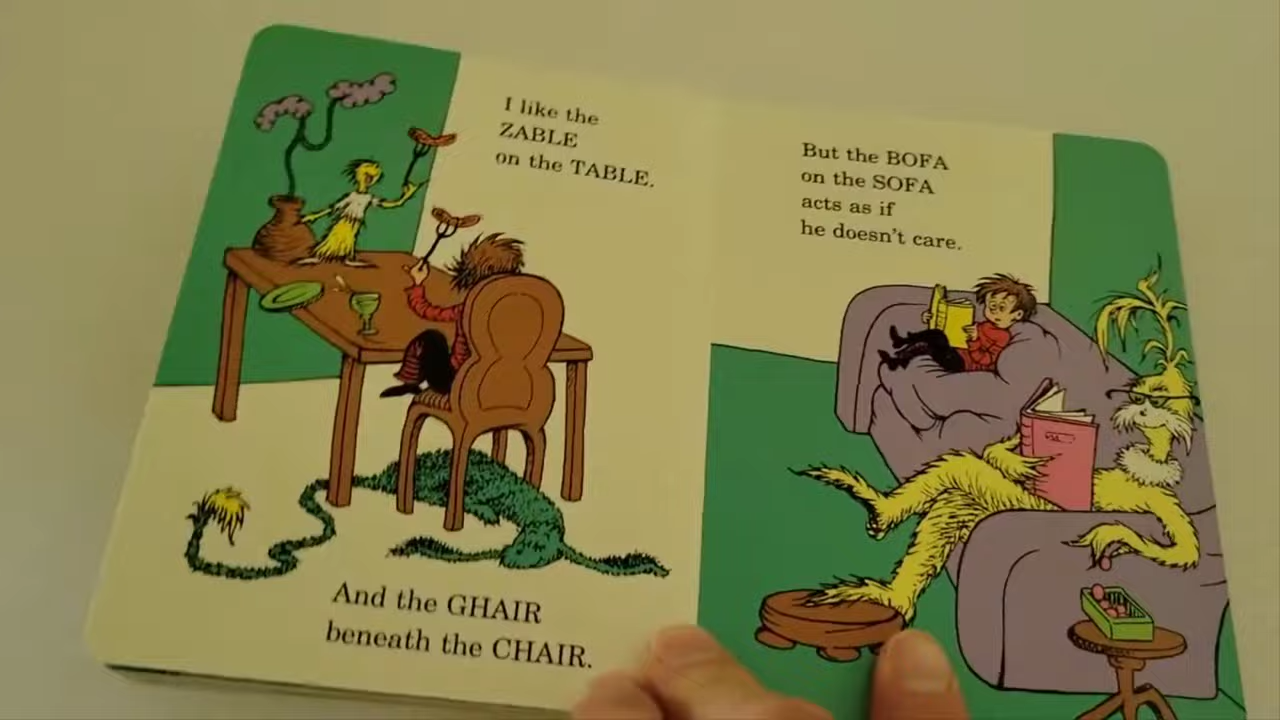 I like the
ZABLE
on the TABLE.
And the GHAIR
beneath the CHAIR.
But the BOFA
on the SOFA
acts as if
he doesn't care.